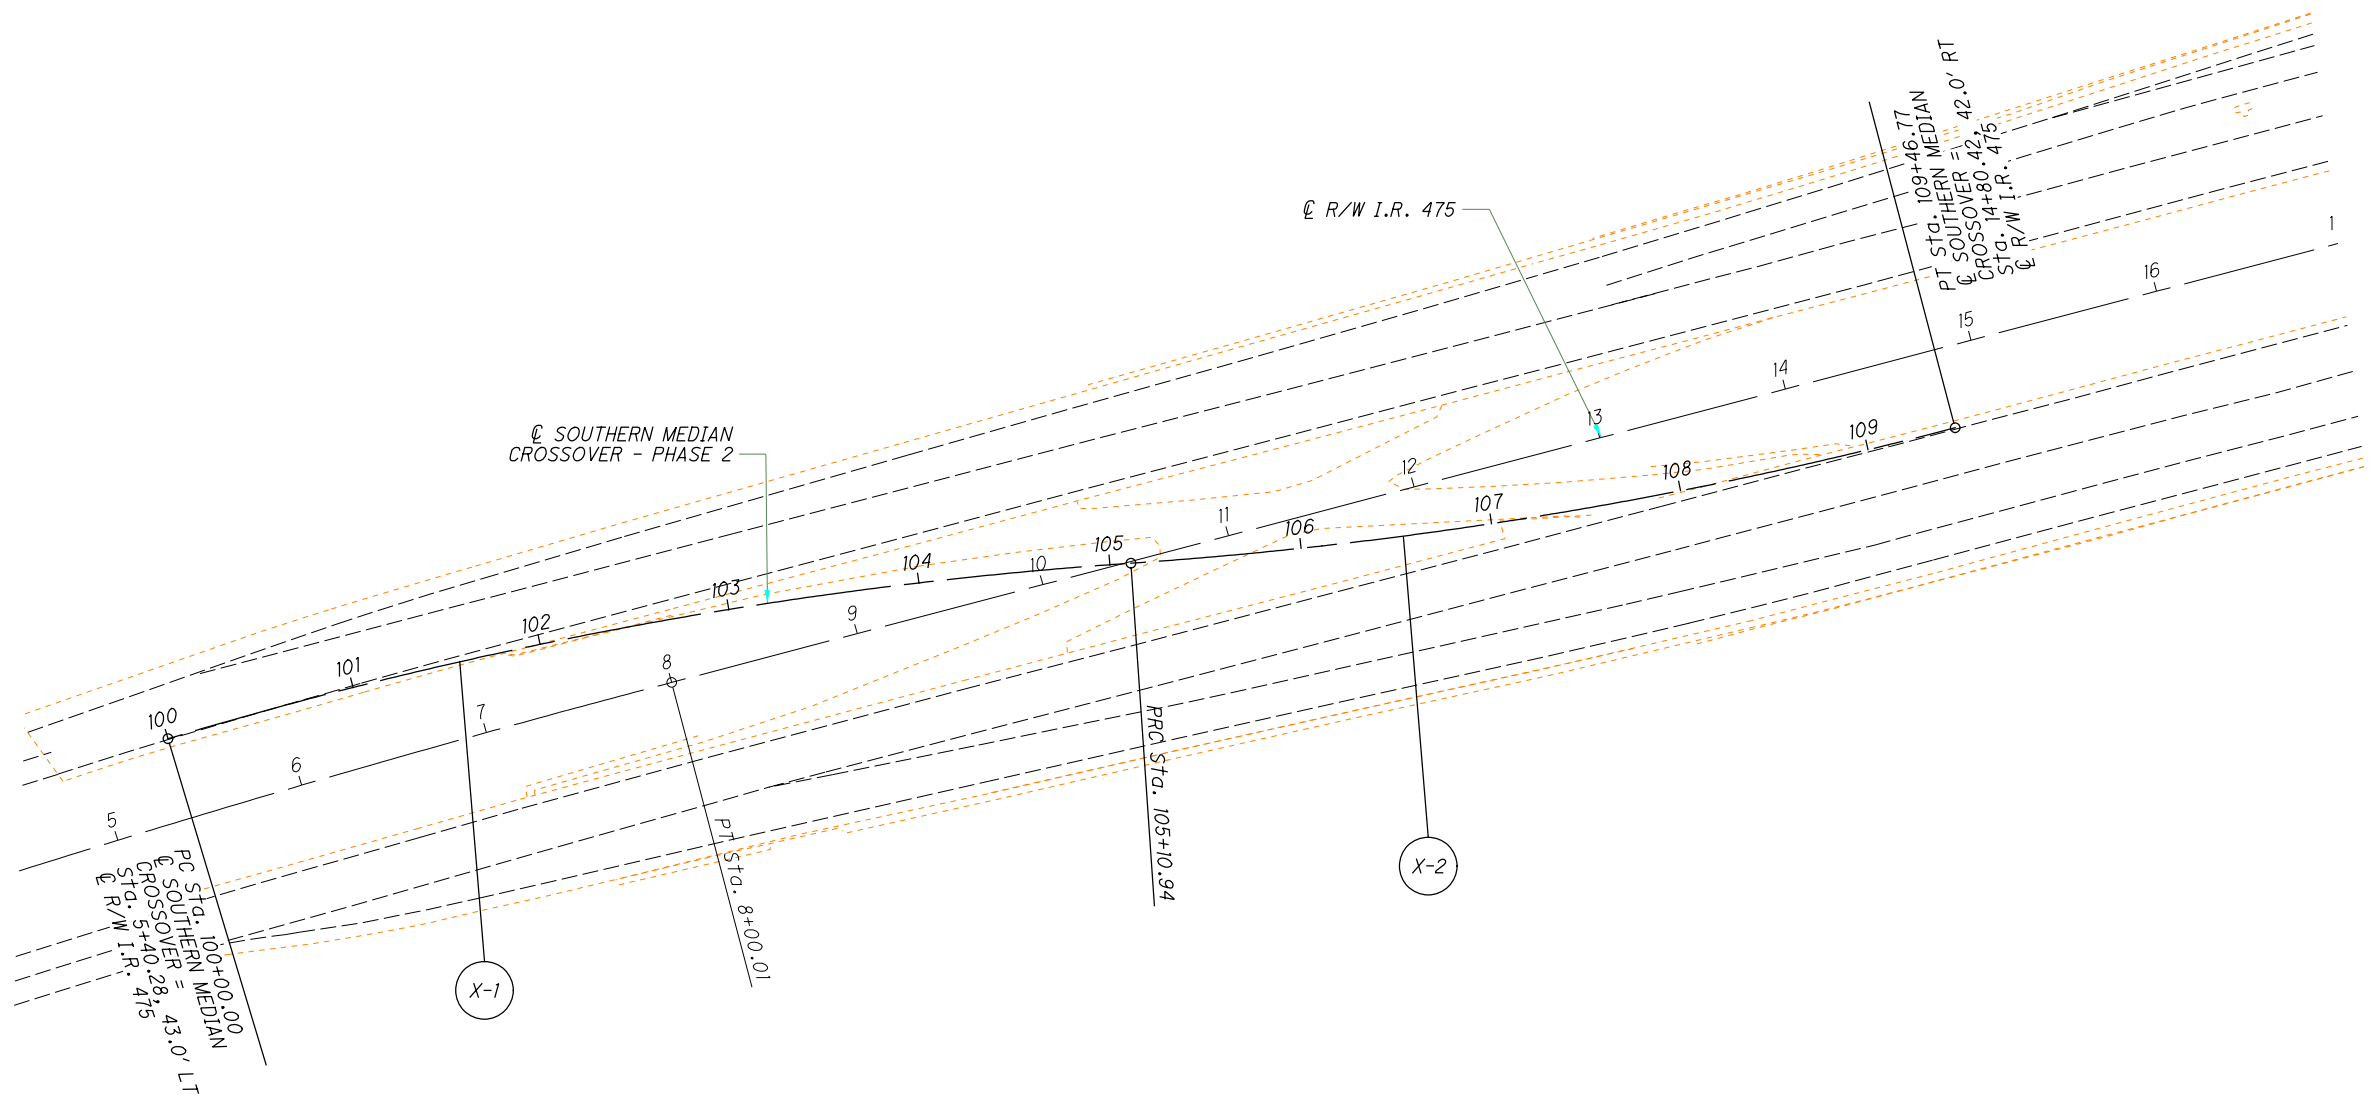 PT Sta. 109+46.77
℄ SOUTHERN MEDIAN
CROSSOVER =
Sta. 14+80.42, 42.0' RT
℄ R/W I.R. 475
℄ R/W I.R. 475
1
16
15
14
13
12
11
10
9
8
7
6
5
℄ SOUTHERN MEDIAN
CROSSOVER - PHASE 2
109
108
107
106
105
104
103
102
101
100
PRC Sta. 105+10.94
X-2
PT Sta. 8+00.01
X-1
PC Sta. 100+00.00
℄ SOUTHERN MEDIAN
CROSSOVER =
Sta. 5+40.28, 43.0' LT
℄ R/W I.R. 475